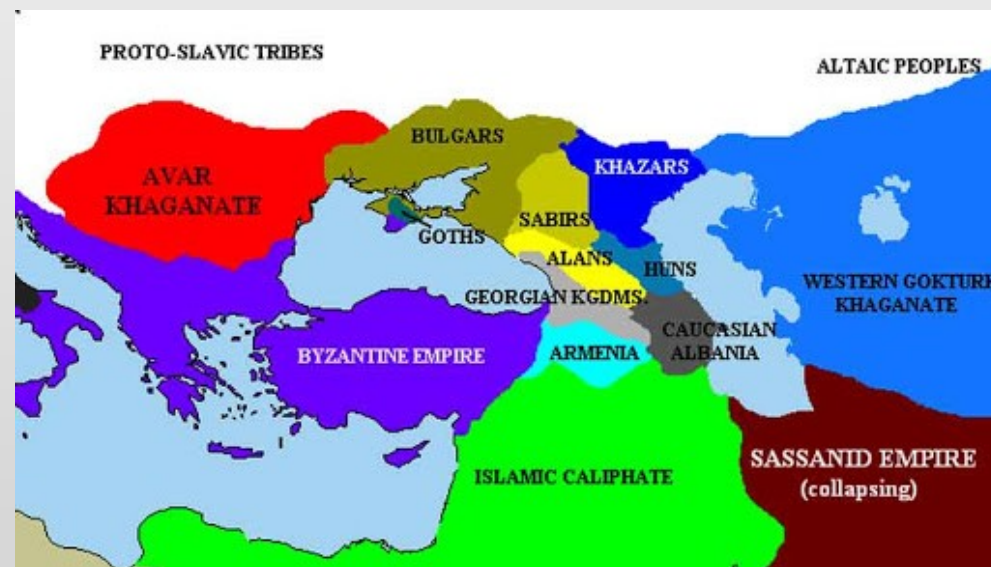 PROTO-SLAVIC TRIBES
ALTAIC PEOPLES
BULGARS
KHAZARS
AVAR
KHAGANATE
SABIRS
GOTHS
ALANS
HUNS
WESTERN GOKTURK
KHAGANATE
GEORGIAN KGDMS.
CAUCASIAN
ALBANIA
BYZANTINE EMPIRE
ARMENIA
ISLAMIC CALIPHATE
SASSANID EMPIRE
(collapsing)